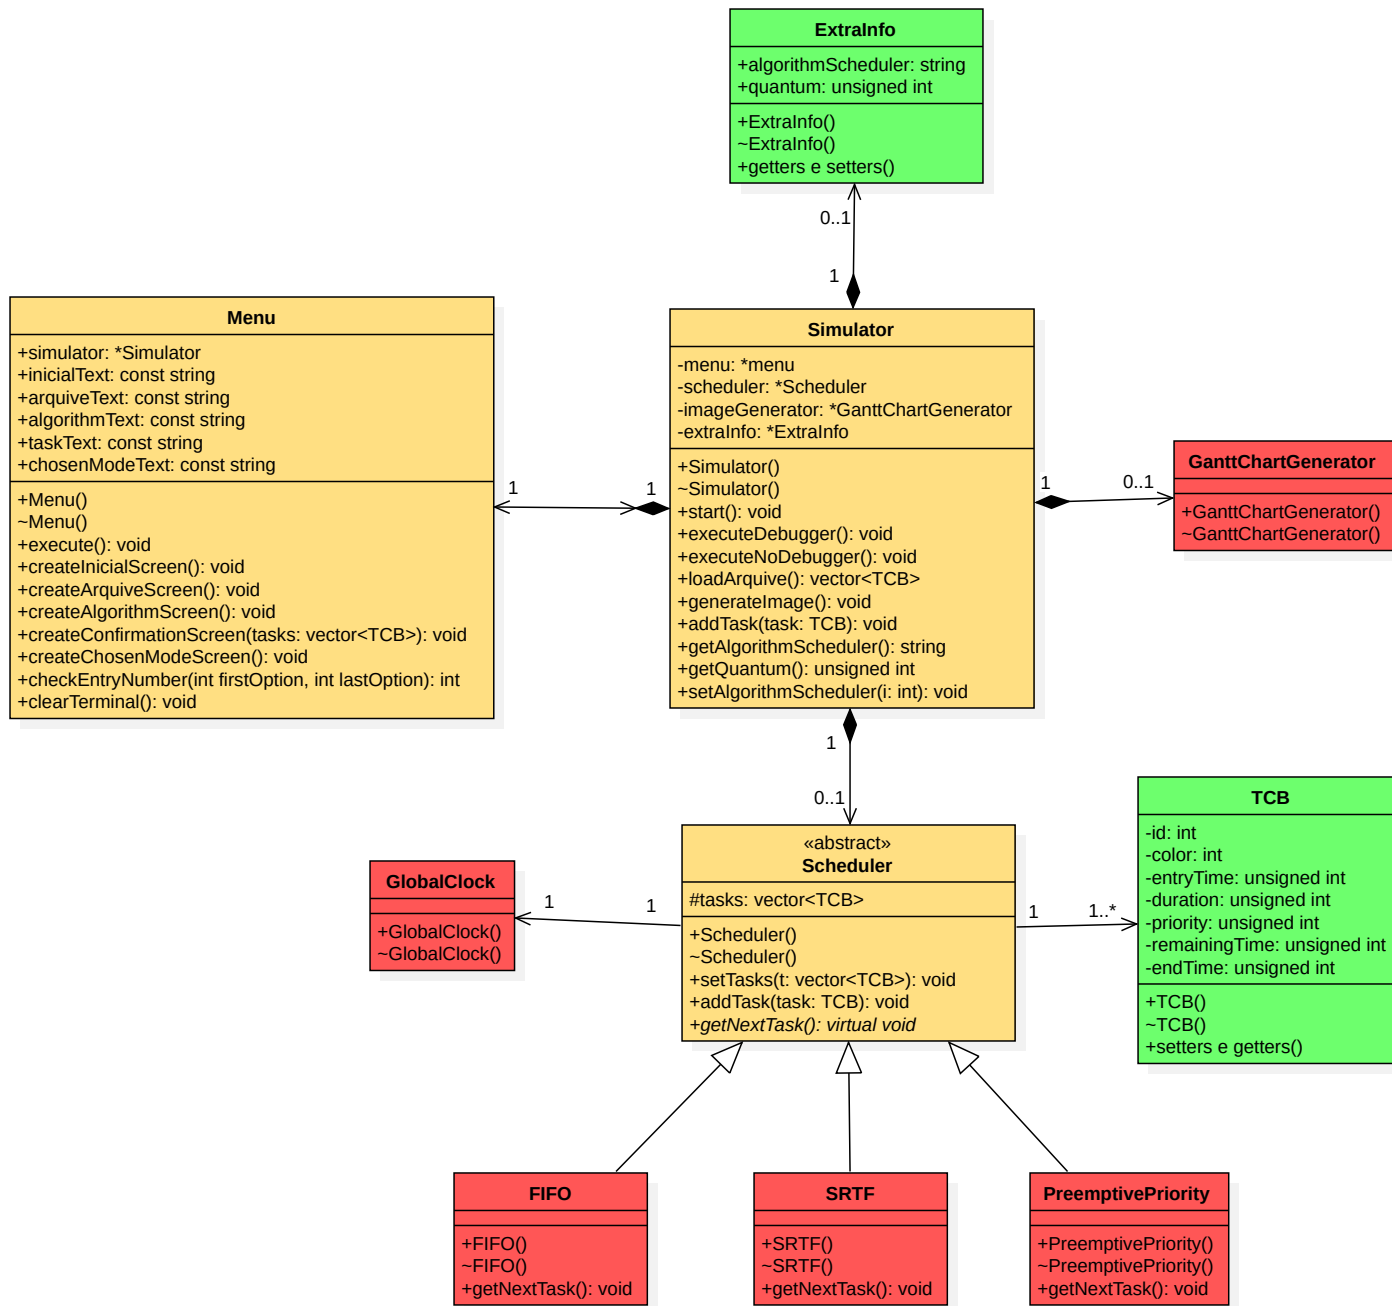 ExtraInfo
+algorithmScheduler: string
+quantum: unsigned int
+ExtraInfo()
~ExtraInfo()
+getters e setters()
0..1
1
Menu
+simulator: *Simulator
+inicialText: const string
+arquiveText: const string
+algorithmText: const string
+taskText: const string
+chosenModeText: const string
+Menu()
~Menu()
+execute(): void
+createInicialScreen(): void
+createArquiveScreen(): void
+createAlgorithmScreen(): void
+createConfirmationScreen(tasks: vector<TCB>): void
+createChosenModeScreen(): void
+checkEntryNumber(int firstOption, int lastOption): int
+clearTerminal(): void
1
1
Simulator
-menu: *menu
-scheduler: *Scheduler
-imageGenerator: *GanttChartGenerator
-extraInfo: *ExtraInfo
+Simulator()
~Simulator()
+start(): void
+executeDebugger(): void
+executeNoDebugger(): void
+loadArquive(): vector<TCB>
+generateImage(): void
+addTask(task: TCB): void
+getAlgorithmScheduler(): string
+getQuantum(): unsigned int
+setAlgorithmScheduler(i: int): void
1
0..1
GanttChartGenerator
+GanttChartGenerator()
~GanttChartGenerator()
1
0..1
GlobalClock
+GlobalClock()
~GlobalClock()
1
1
«abstract»
Scheduler
#tasks: vector<TCB>
+Scheduler()
~Scheduler()
+setTasks(t: vector<TCB>): void
+addTask(task: TCB): void
+getNextTask(): virtual void
1
1..*
TCB
-id: int
-color: int
-entryTime: unsigned int
-duration: unsigned int
-priority: unsigned int
-remainingTime: unsigned int
-endTime: unsigned int
+TCB()
~TCB()
+setters e getters()
FIFO
+FIFO()
~FIFO()
+getNextTask(): void
SRTF
+SRTF()
~SRTF()
+getNextTask(): void
PreemptivePriority
+PreemptivePriority()
~PreemptivePriority()
+getNextTask(): void